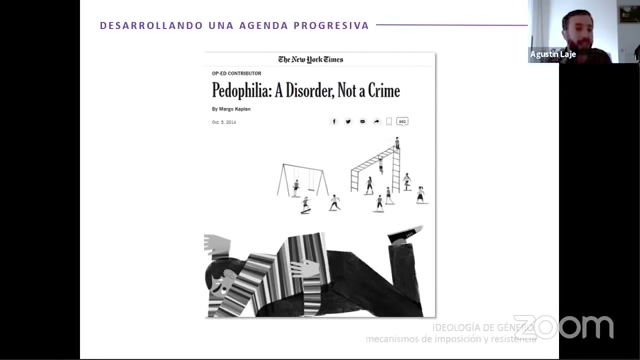 DESARROLLANDO UNA AGENDA PROGRESIVA
Agustin Laje
The New York Times
OP-ED CONTRIBUTOR
Pedophilia: A Disorder, Not a Crime
By Margo Kaplan
Oct. 5, 2014
IDEOLOGÍA DE GÉNERO
mecanismos de imposición y resistencia
zoom